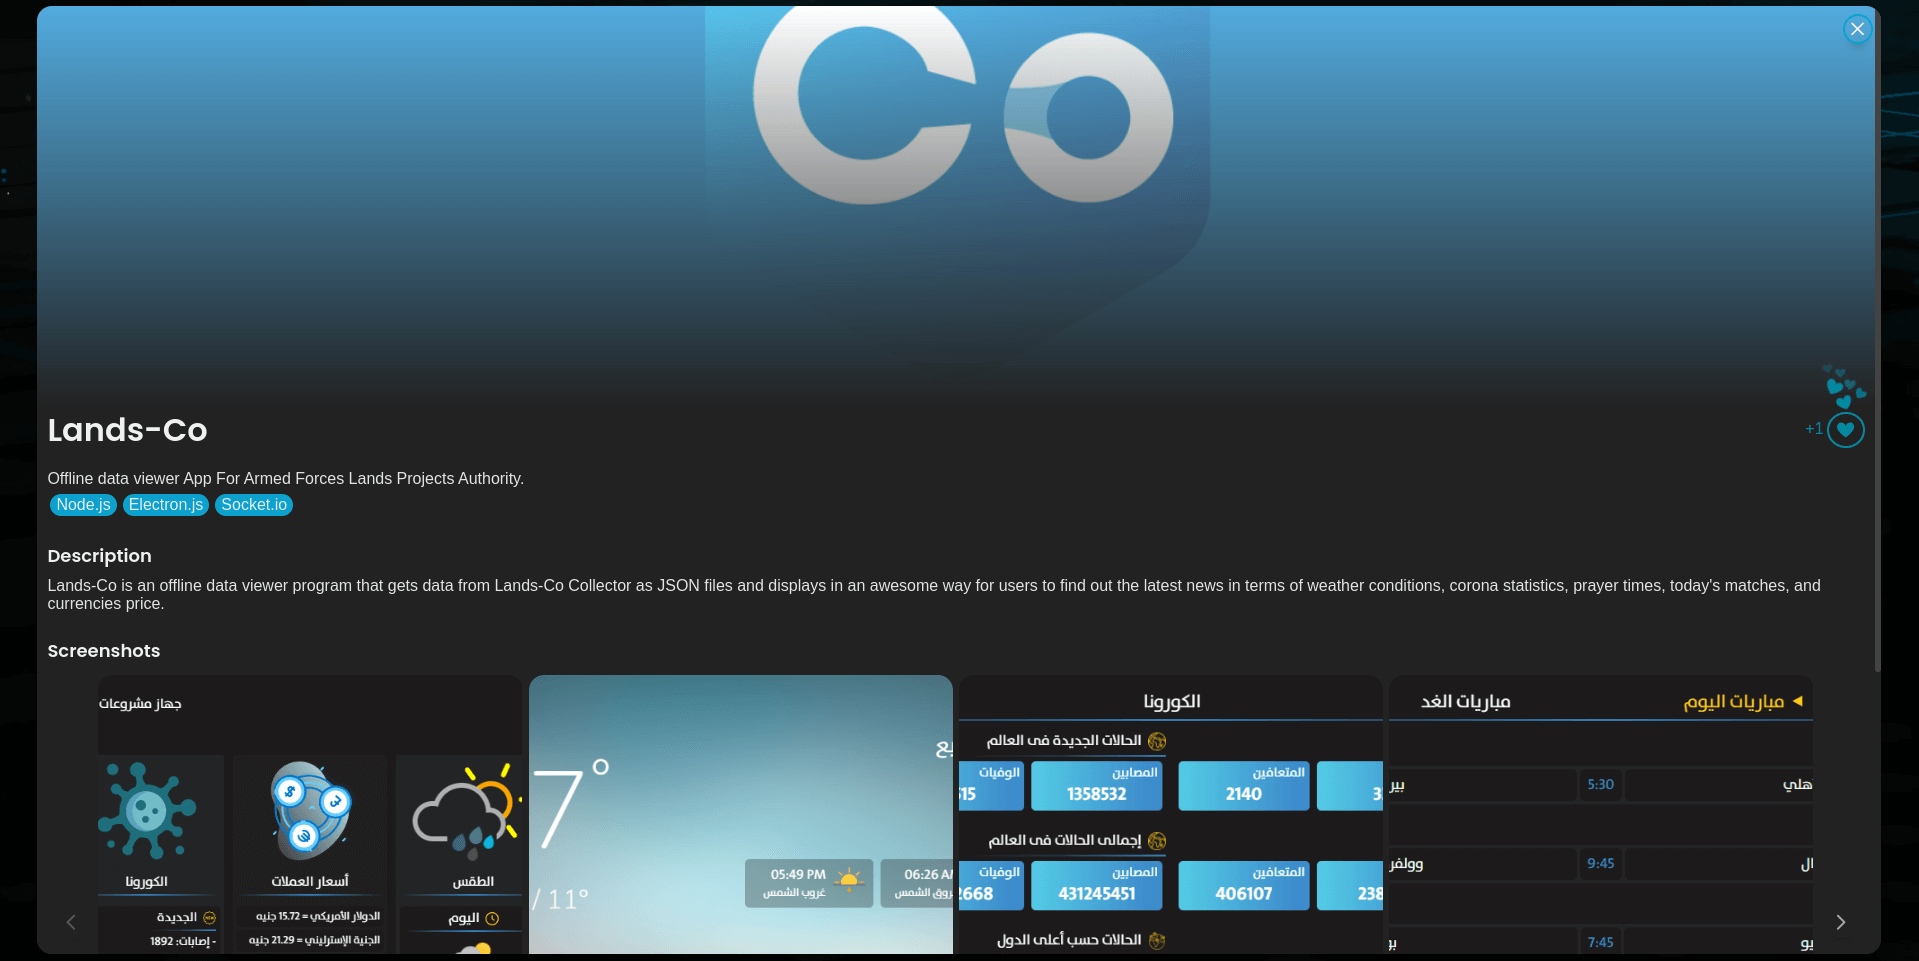 Co
Lands-Co
+1
Offline data viewer App For Armed Forces Lands Projects Authority.
Node.js Electron.js Socket.io
Description
Lands-Co is an offline data viewer program that gets data from Lands-Co Collector as JSON files and displays in an awesome way for users to find out the latest news in terms of weather conditions, corona statistics, prayer times, today's matches, and
currencies price.
Screenshots
جهاز مشروعات
الكورونا
أسعار العملات
الطقس
الجديدة
- إصابات: 1892
الدولار الأمريكي = 15.72 جنيه
الجنية الإسترليني = 21.29 جنيه
اليوم
7°
/ 11°
05:49 PM
غروب الشمس
06:26 A
روق الشمس
الكورونا
الحالات الجديدة في العالم
المتعافين
2140
المصابين
1358532
الوفيات
515
إجمالي الحالات في العالم
238
المتعافين
406107
المصابين
431245451
الوفيات
2668
الحالات حسب أعلى الدول
مباريات اليوم
مباريات الغد
هلي 5:30 بير
ال 9:45 وولفر
يو 7:45 بو